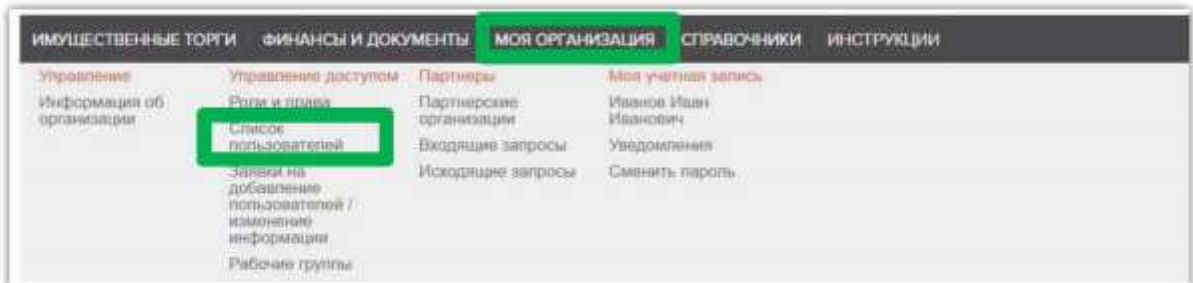 ИМУЩЕСТВЕННЫЕ ТОРГИ ФИНАНСЫ И ДОКУМЕНТЫ МОЯ ОРГАНИЗАЦИЯ СПРАВОЧНИКИ ИНСТРУКЦИИ
Управление
Информация об
организации
Управление доступом
Роли и права
Список
пользователей
Заявки на
добавление
пользователей /
изменение
информации
Рабочие группы
Партнеры
Партнерские
организации
Входящие запросы
Исходящие запросы
Моя учетная запись
Иванов Иван
Иванович
Уведомления
Сменить пароль